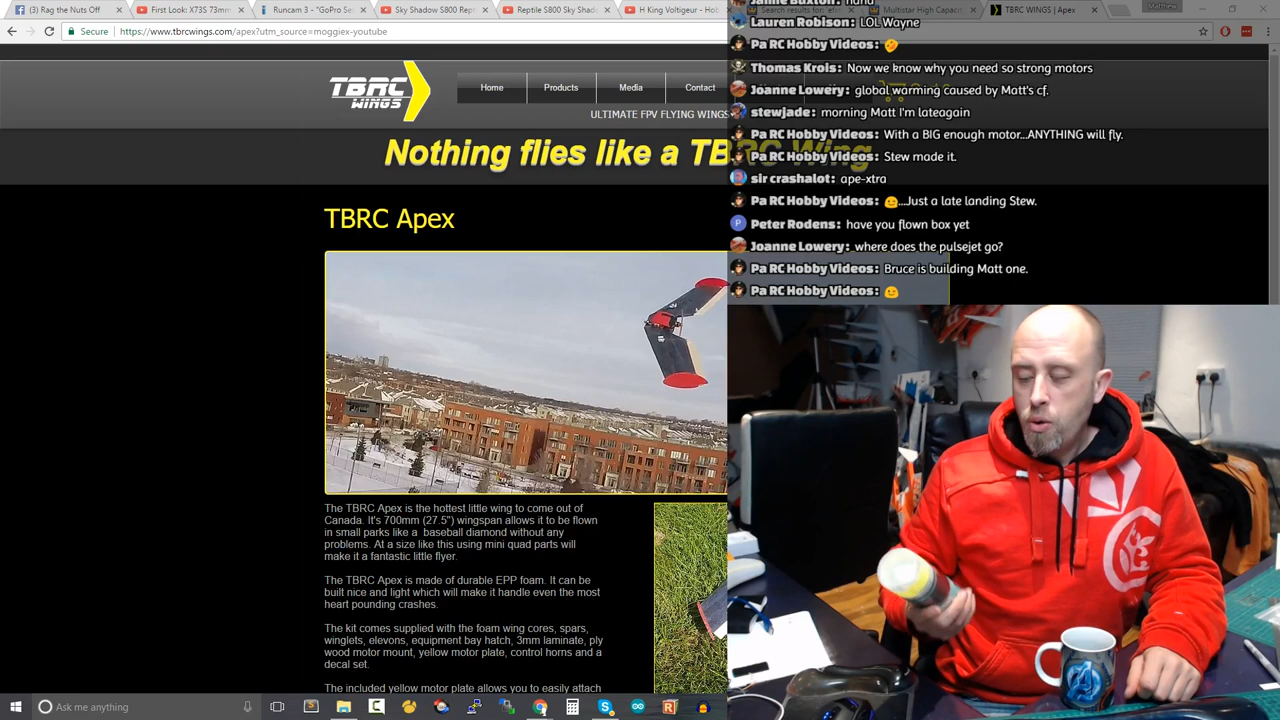 (3) Rag the Nuts Off
First Look: X73S 73mm
Runcam 3 - "GoPro Ses
Sky Shadow S800 Rept
Reptile S800 Sky Shado
H King Voltigeur - Hob
Search results for: 'etm
Multistar High Capacit
TBRC WINGS | Apex
Matthew
Secure
https://www.tbrcwings.com/apex?utm_source=moggiex-youtube
TBRC
WINGS
Home
Products
Media
Contact
ULTIMATE FPV FLYING WINGS
Nothing flies like a TBRC Wing
TBRC Apex
The TBRC Apex is the hottest little wing to come out of
Canada. It's 700mm (27.5") wingspan allows it to be flown
in small parks like a baseball diamond without any
problems. At a size like this using mini quad parts will
make it a fantastic little flyer.
The TBRC Apex is made of durable EPP foam. It can be
built nice and light which will make it handle even the most
heart pounding crashes.
The kit comes supplied with the foam wing cores, spars,
winglets, elevons, equipment bay hatch, 3mm laminate, ply
wood motor mount, yellow motor plate, control horns and a
decal set.
The included yellow motor plate allows you to easily attach
Lauren Robison: LOL Wayne
Pa RC Hobby Videos:
Thomas Krois: Now we know why you need so strong motors
Joanne Lowery: global warming caused by Matt's cf.
stewjade: morning Matt I'm lateagain
Pa RC Hobby Videos: With a BIG enough motor...ANYTHING will fly.
Pa RC Hobby Videos: Stew made it.
sir crashalot: ape-xtra
Pa RC Hobby Videos: 😉....Just a late landing Stew.
Peter Rodens: have you flown box yet
Joanne Lowery: where does the pulsejet go?
Pa RC Hobby Videos: Bruce is building Matt one.
Pa RC Hobby Videos: 😉
Ask me anything